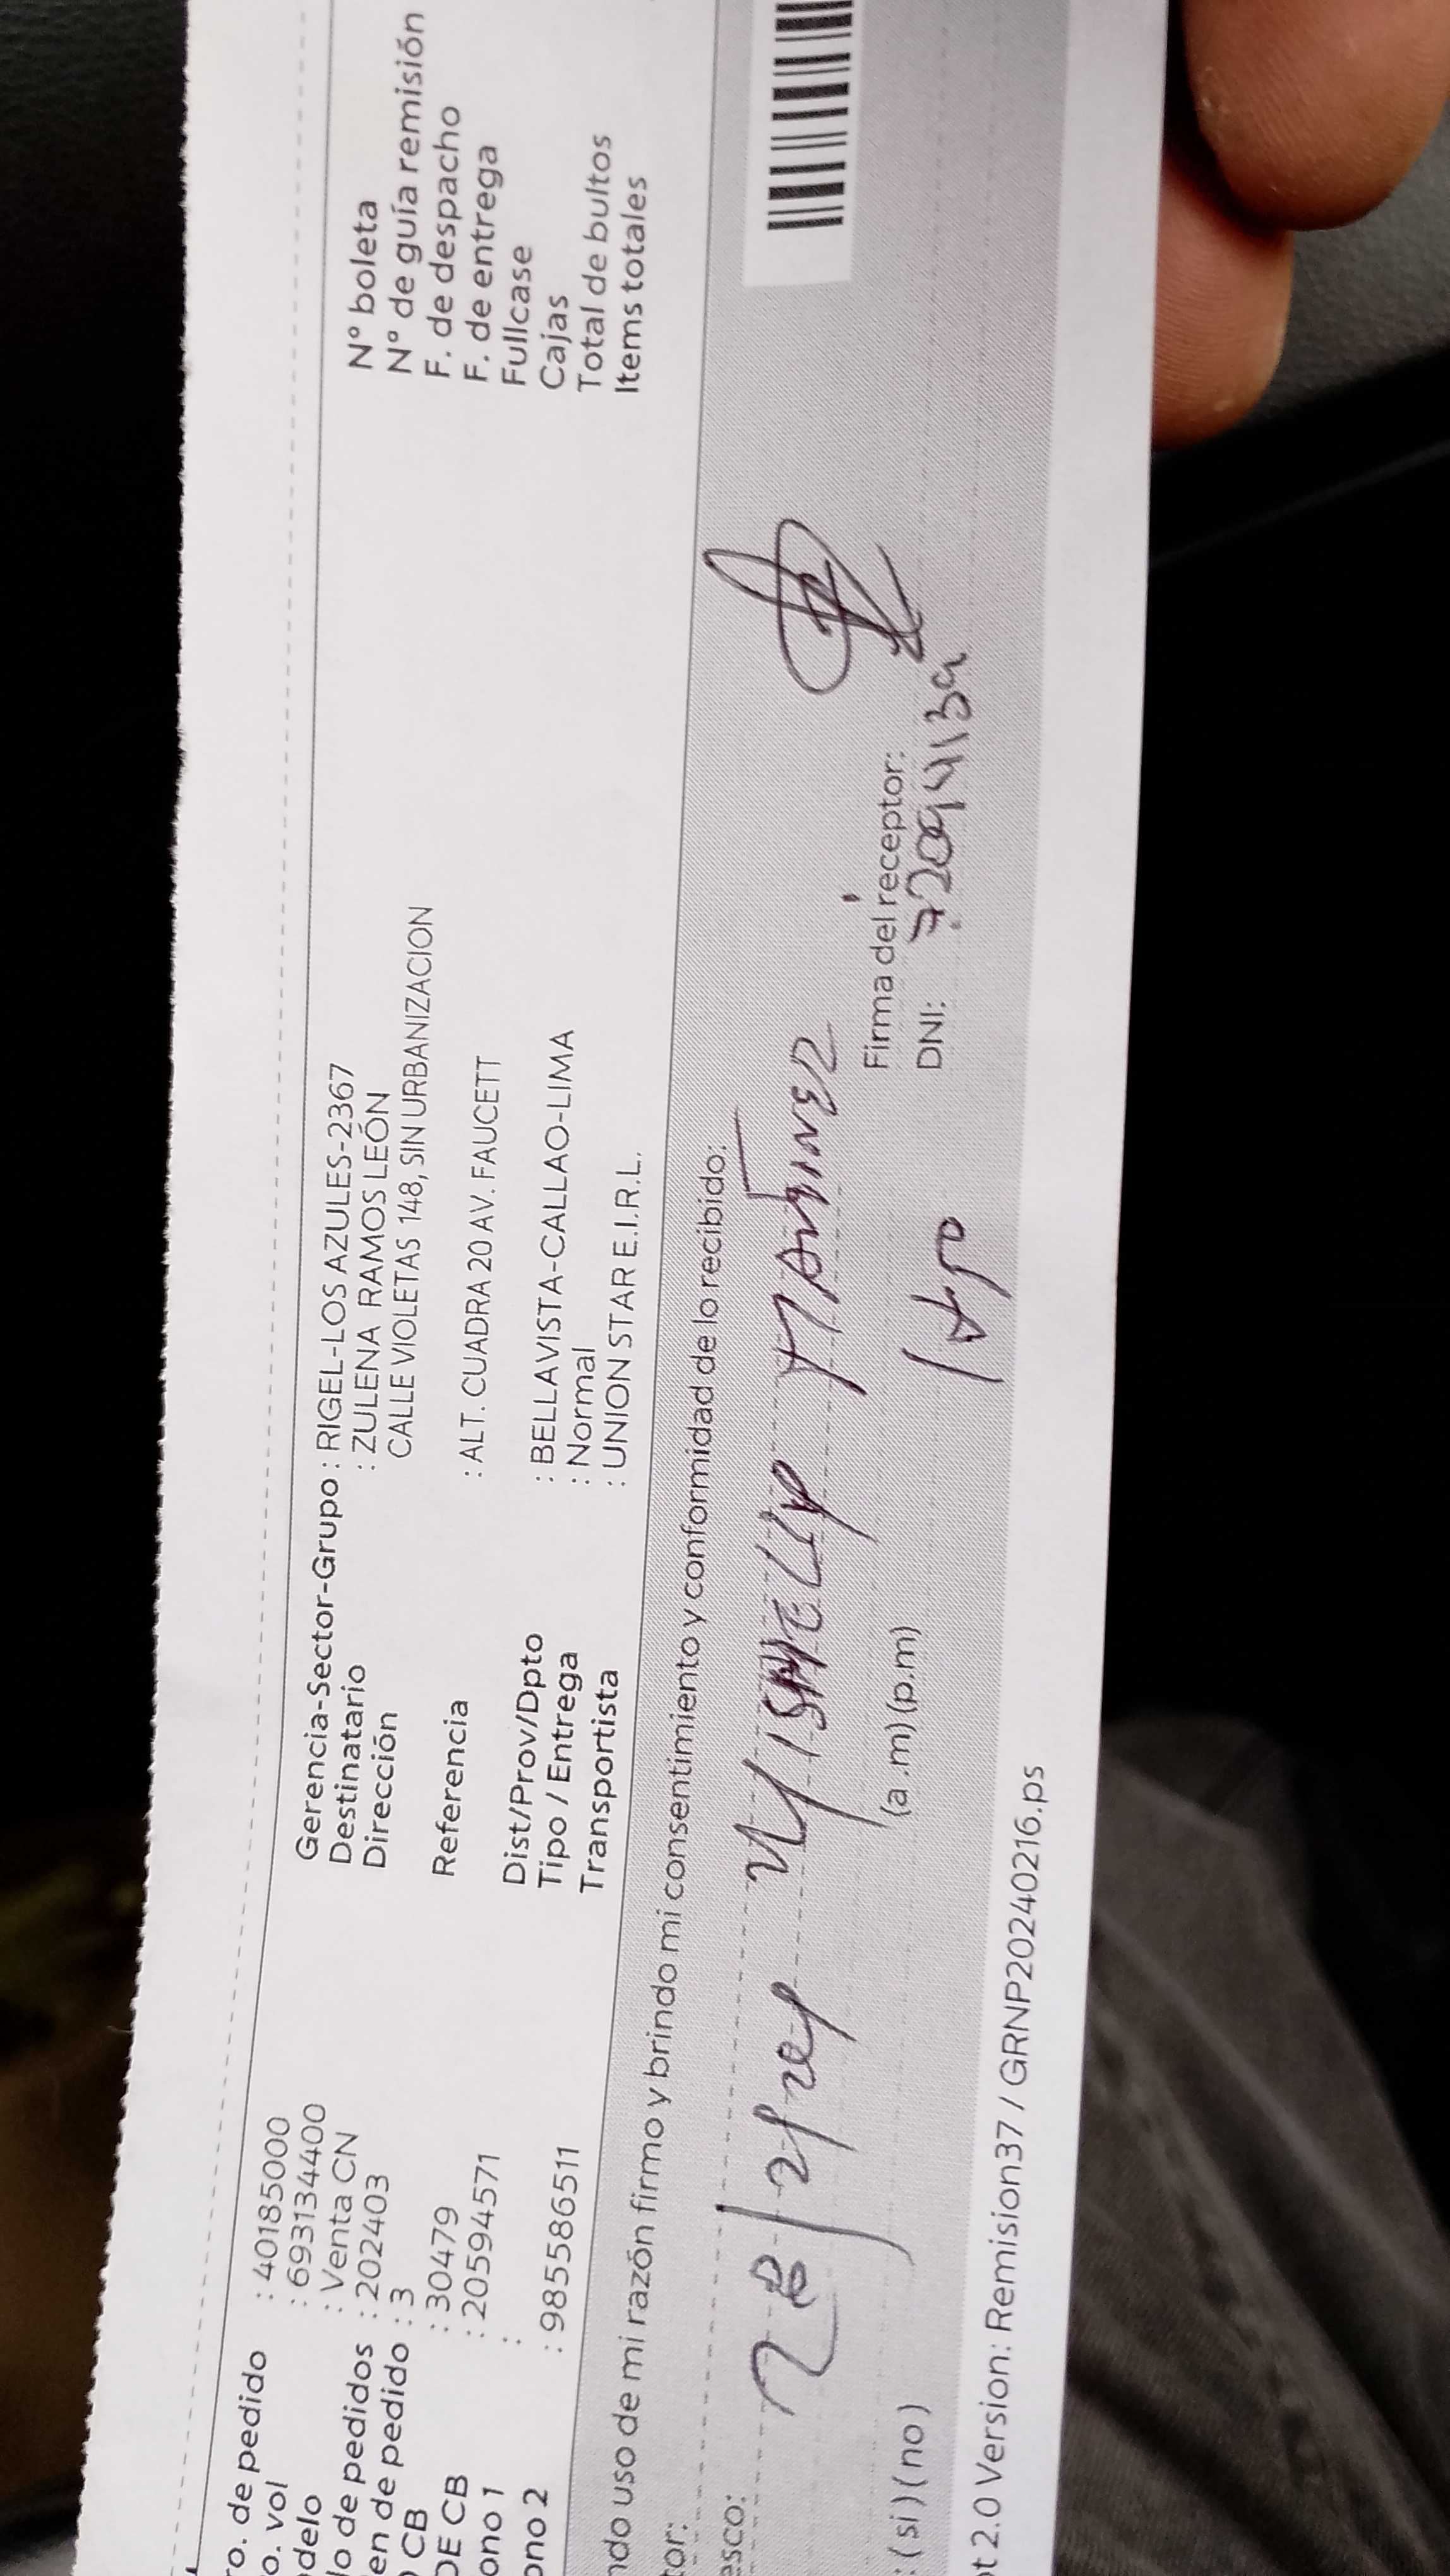 ro. de pedido : 40185000
o. vol : 693134400
delo : Venta CN
lo de pedidos : 202403
en de pedido : 3
CB : 30479
DE CB : 20594571
ono 1 :
ono 2 : 985586511
Gerencia-Sector-Grupo : RIGEL-LOS AZULES-2367
Destinatario : ZULENA RAMOS LEÓN
Dirección CALLE VIOLETAS 148, SIN URBANIZACION
Referencia : ALT. CUADRA 20 AV. FAUCETT
Dist/Prov/Dpto : BELLAVISTA-CALLAO-LIMA
Tipo / Entrega : Normal
Transportista : UNION STAR E.I.R.L.
Nº boleta
Nº de guía remisión
F. de despacho
F. de entrega
Fullcase
Cajas
Total de bultos
Items totales
ndo uso de mi razón firmo y brindo mi consentimiento y conformidad de lo recibido:
tor:
esco:
: (si) (no)
(a.m) (p.m)
Firma del receptor:
DNI: 72094139
t 2.0 Version: Remision37 / GRNP20240216.ps